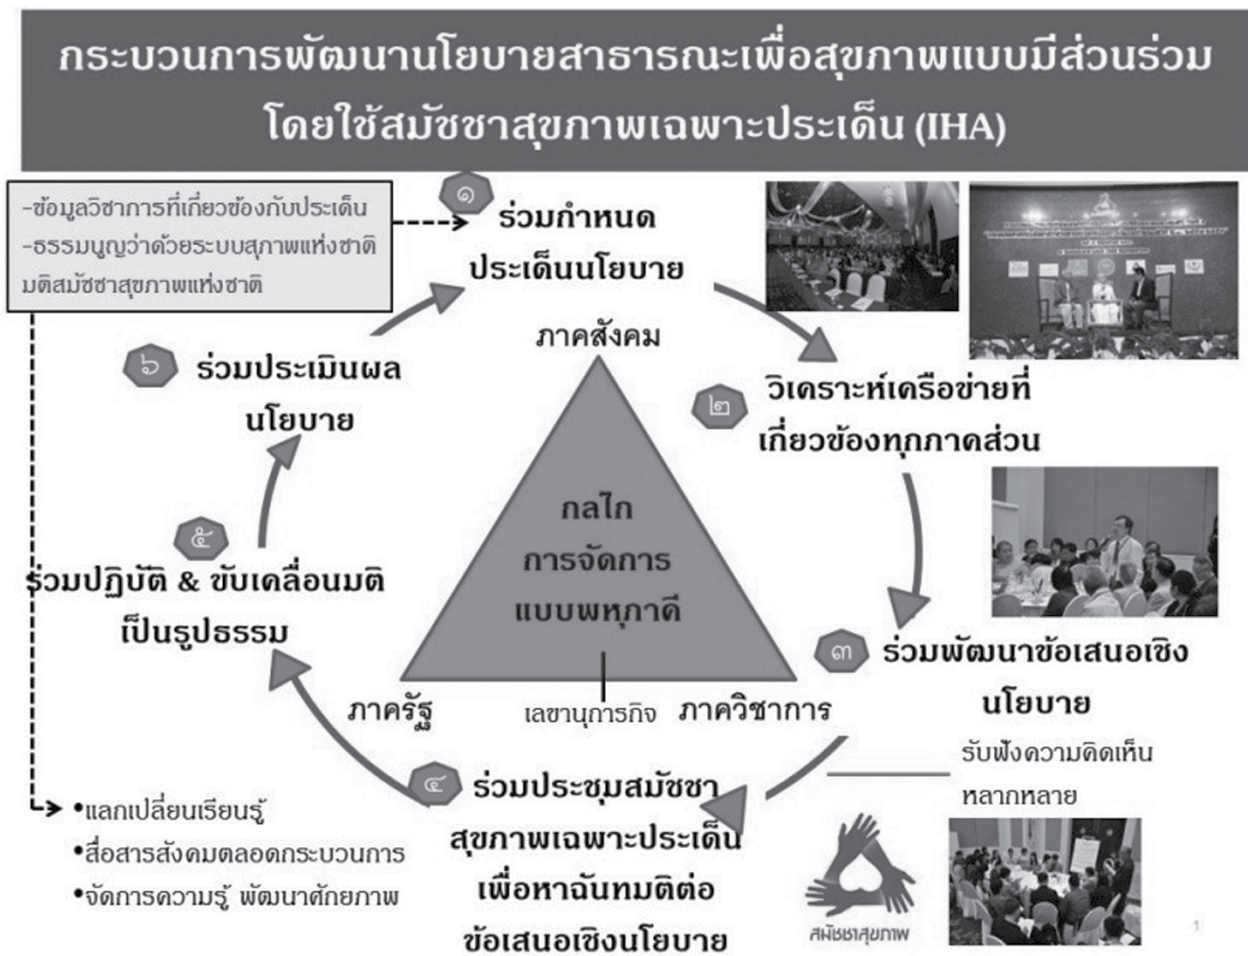 กระบวนการพัฒนานโยบายสาธารณะเพื่อสุขภาพแบบมีส่วนร่วม
โดยใช้สมัชชาสุขภาพเฉพาะประเด็น (IHA)
-ข้อมูลวิชาการที่เกี่ยวข้องกับประเด็น
-ธรรมนูญว่าด้วยระบบสุภาพแห่งชาติ
มติสมัชชาสุขภาพแห่งชาติ
๑
ร่วมกำหนด
ประเด็นนโยบาย
๒
วิเคราะห์เครือข่ายที่
เกี่ยวข้องทุกภาคส่วน
๓
ร่วมพัฒนาข้อเสนอเชิง
นโยบาย
รับฟังความคิดเห็น
หลากหลาย
๔
ร่วมประชุมสมัชชา
สุขภาพเฉพาะประเด็น
เพื่อหาฉันทมติต่อ
ข้อเสนอเชิงนโยบาย
๕
ร่วมปฏิบัติ & ขับเคลื่อนมติ
เป็นรูปธรรม
๖
ร่วมประเมินผล
นโยบาย
ภาคสังคม
กลไก
การจัดการ
แบบพหุภาคี
ภาครัฐ
เลขานุการกิจ
ภาควิชาการ
•แลกเปลี่ยนเรียนรู้
•สื่อสารสังคมตลอดกระบวนการ
•จัดการความรู้ พัฒนาศักยภาพ
สมัชชาสุขภาพ
1